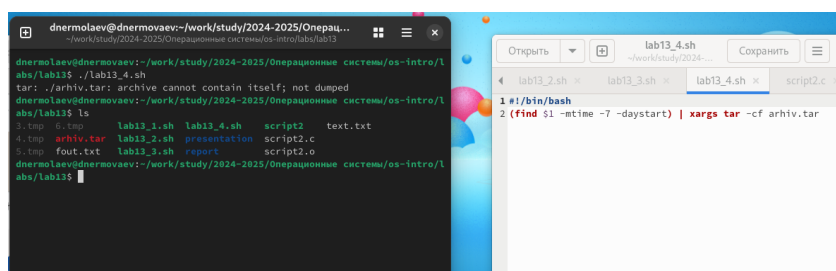 dnermolaev@dnermovaev:~/work/study/2024-2025/Операц...
~/work/study/2024-2025/Операционные системы/os-intro/labs/lab13
dnermolaev@dnermovaev:~/work/study/2024-2025/Операционные системы/os-intro/l
abs/lab13$ ./lab13_4.sh
tar: ./arhiv.tar: archive cannot contain itself; not dumped
dnermolaev@dnermovaev:~/work/study/2024-2025/Операционные системы/os-intro/l
abs/lab13$ ls
3.tmp 6.tmp lab13_1.sh lab13_4.sh script2 text.txt
4.tmp arhiv.tar lab13_2.sh presentation script2.c
5.tmp fout.txt lab13_3.sh report script2.o
dnermolaev@dnermovaev:~/work/study/2024-2025/Операционные системы/os-intro/l
abs/lab13$
Открыть lab13_4.sh Сохранить
~/work/study/2024-...
lab13_2.sh × lab13_3.sh × lab13_4.sh × script2.c
1 #!/bin/bash
2 (find $1 -mtime -7 -daystart) | xargs tar -cf arhiv.tar